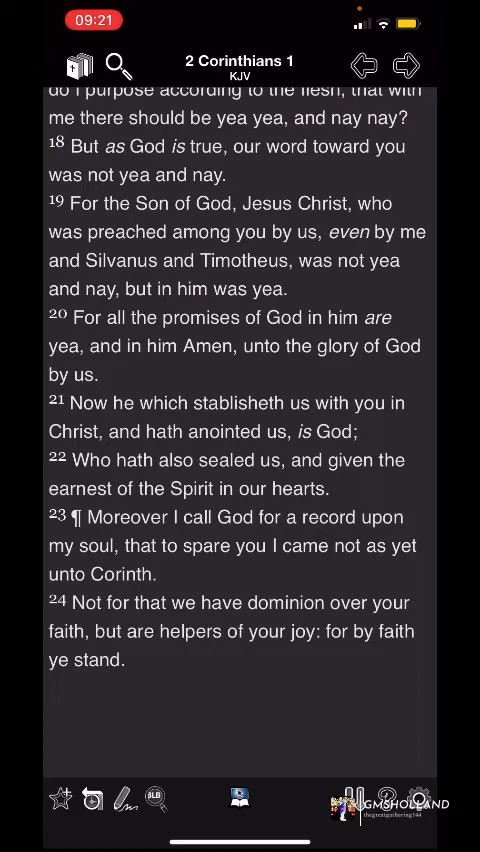 09:21
2 Corinthians 1
KJV
do I purpose according to the flesh, that with
me there should be yea yea, and nay nay?
18 But as God is true, our word toward you
was not yea and nay.
19 For the Son of God, Jesus Christ, who
was preached among you by us, even by me
and Silvanus and Timotheus, was not yea
and nay, but in him was yea.
20 For all the promises of God in him are
yea, and in him Amen, unto the glory of God
by us.
21 Now he which stablisheth us with you in
Christ, and hath anointed us, is God;
22 Who hath also sealed us, and given the
earnest of the Spirit in our hearts.
23 ¶ Moreover I call God for a record upon
my soul, that to spare you I came not as yet
unto Corinth.
24 Not for that we have dominion over your
faith, but are helpers of your joy: for by faith
ye stand.
SLB
GMSHOLLAND
thegreatgathering144